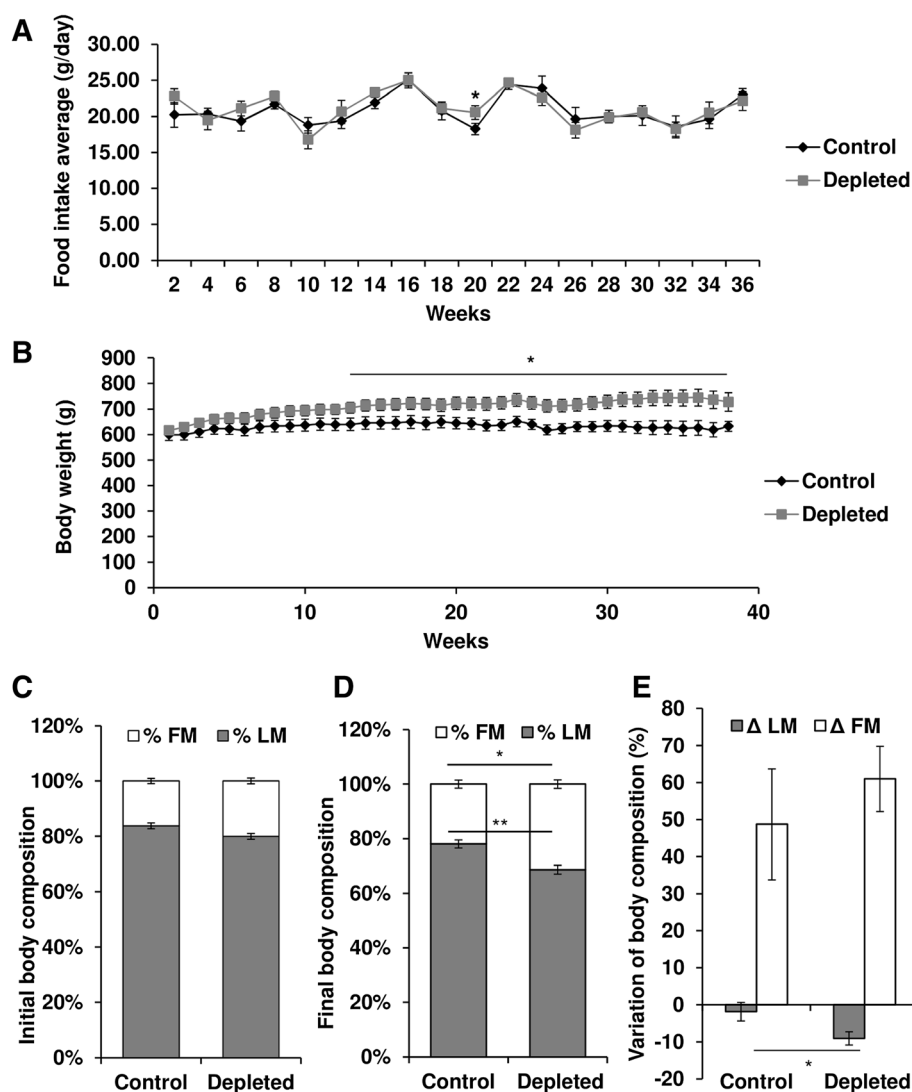 A
Food intake average (g/day)
30.00
25.00
20.00
15.00
10.00
5.00
0.00
*
2 4 6 8 10 12 14 16 18 20 22 24 26 28 30 32 34 36
Weeks
Control
Depleted
B
Body weight (g)
900
800
700
600
500
400
300
200
100
0
*
0 10 20 30 40
Weeks
Control
Depleted
C
Initial body composition
120%
100%
80%
60%
40%
20%
0%
% FM % LM
Control Depleted
D
Final body composition
120%
100%
80%
60%
40%
20%
0%
% FM % LM
*
**
Control Depleted
E
Variation of body composition (%)
80
70
60
50
40
30
20
10
0
-10
-20
Δ LM Δ FM
*
Control Depleted